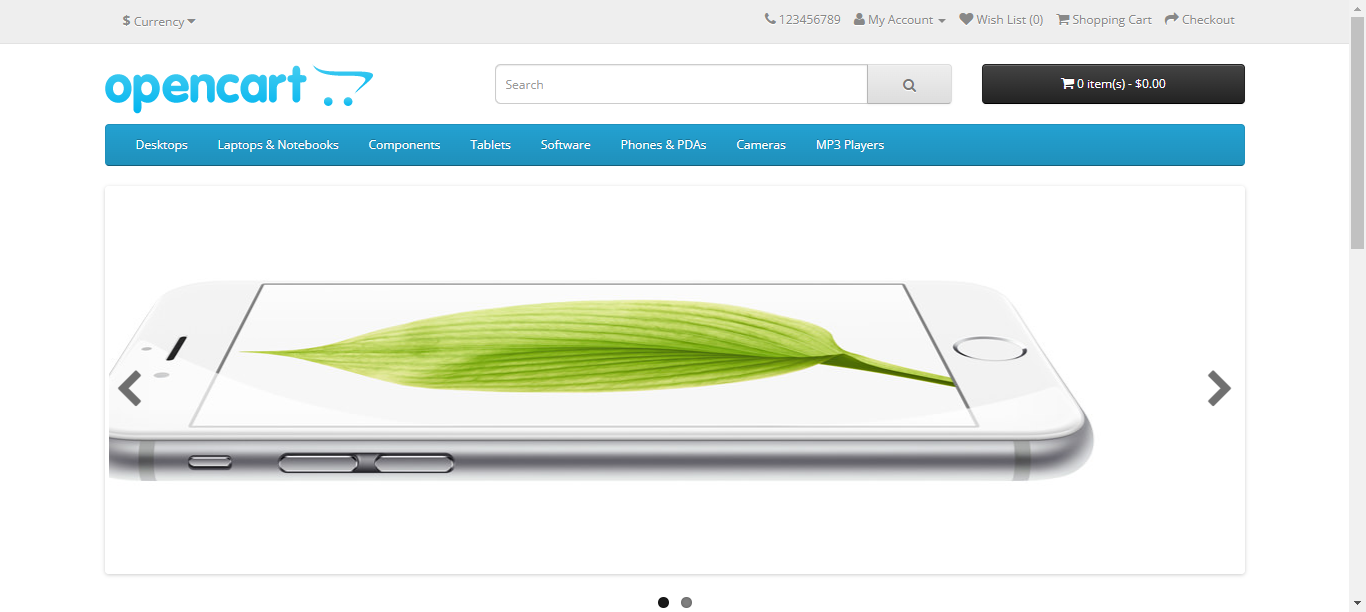 $ Currency
123456789 My Account Wish List (0) Shopping Cart Checkout
opencart
Search
0 item(s) - $0.00
Desktops Laptops & Notebooks Components Tablets Software Phones & PDAs Cameras MP3 Players